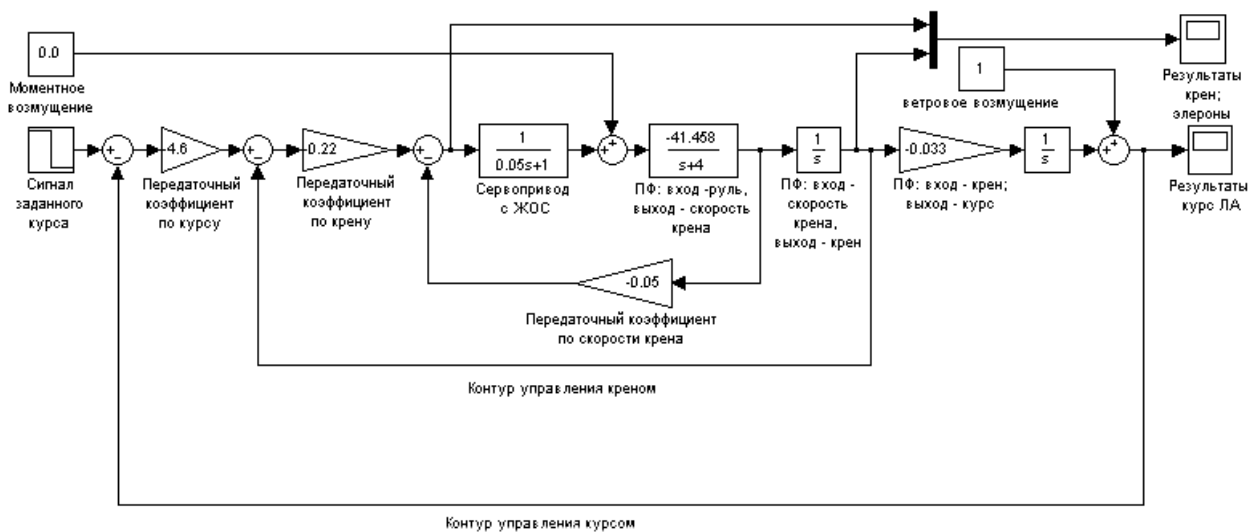 0.0
Моментное
возмущение
1
ветровое возмущение
Результаты
крен;
элероны
Сигнал
заданного
курса
-4.6
Передаточный
коэффициент
по курсу
-0.22
Передаточный
коэффициент
по крену
1
0.05s+1
Сервопривод
с ЖОС
-41.458
s+4
ПФ: вход -руль,
выход - скорость
крена
1
s
ПФ: вход -
скорость
крена,
выход - крен
-0.033
ПФ: вход - крен;
выход - курс
1
s
Результаты
курс ЛА
-0.05
Передаточный коэффициент
по скорости крена
Контур управления креном
Контур управления курсом